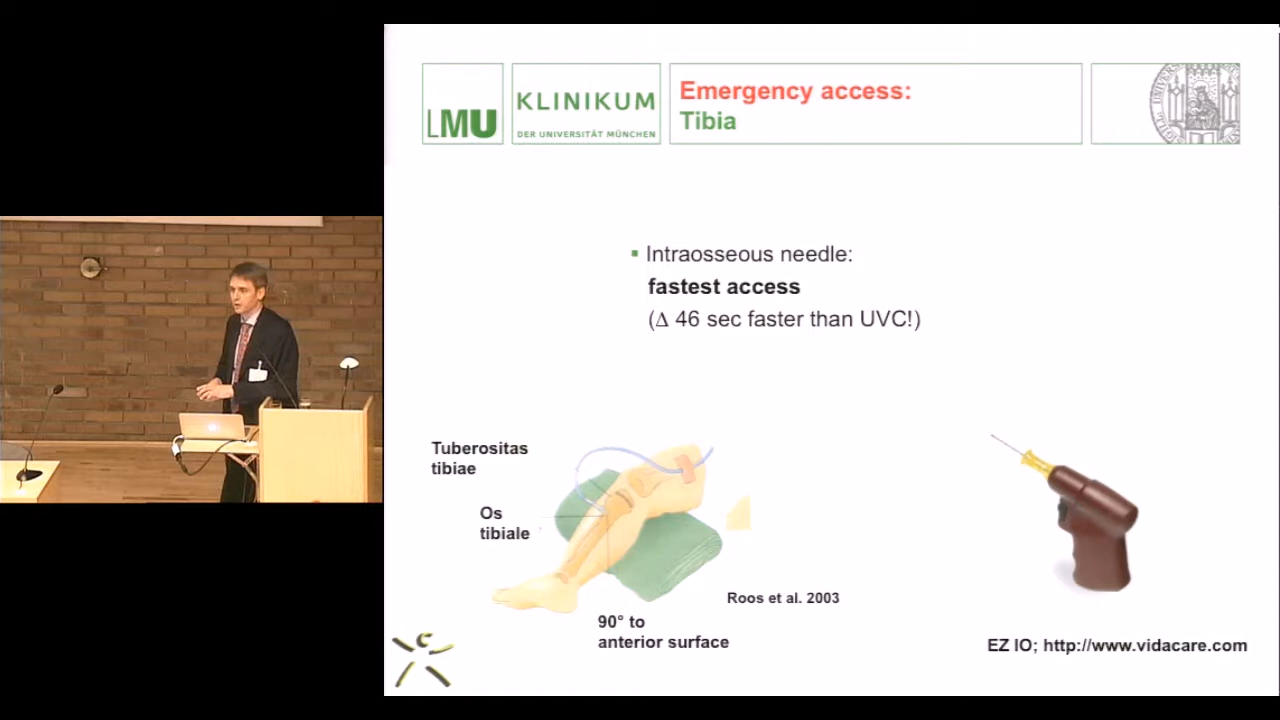 LMU
KLINIKUM
DER UNIVERSITÄT MÜNCHEN
Emergency access:
Tibia
Intraosseous needle:
fastest access
(Δ 46 sec faster than UVC!)
Tuberositas
tibiae
Os
tibiale
90° to
anterior surface
Roos et al. 2003
EZ IO; http://www.vidacare.com